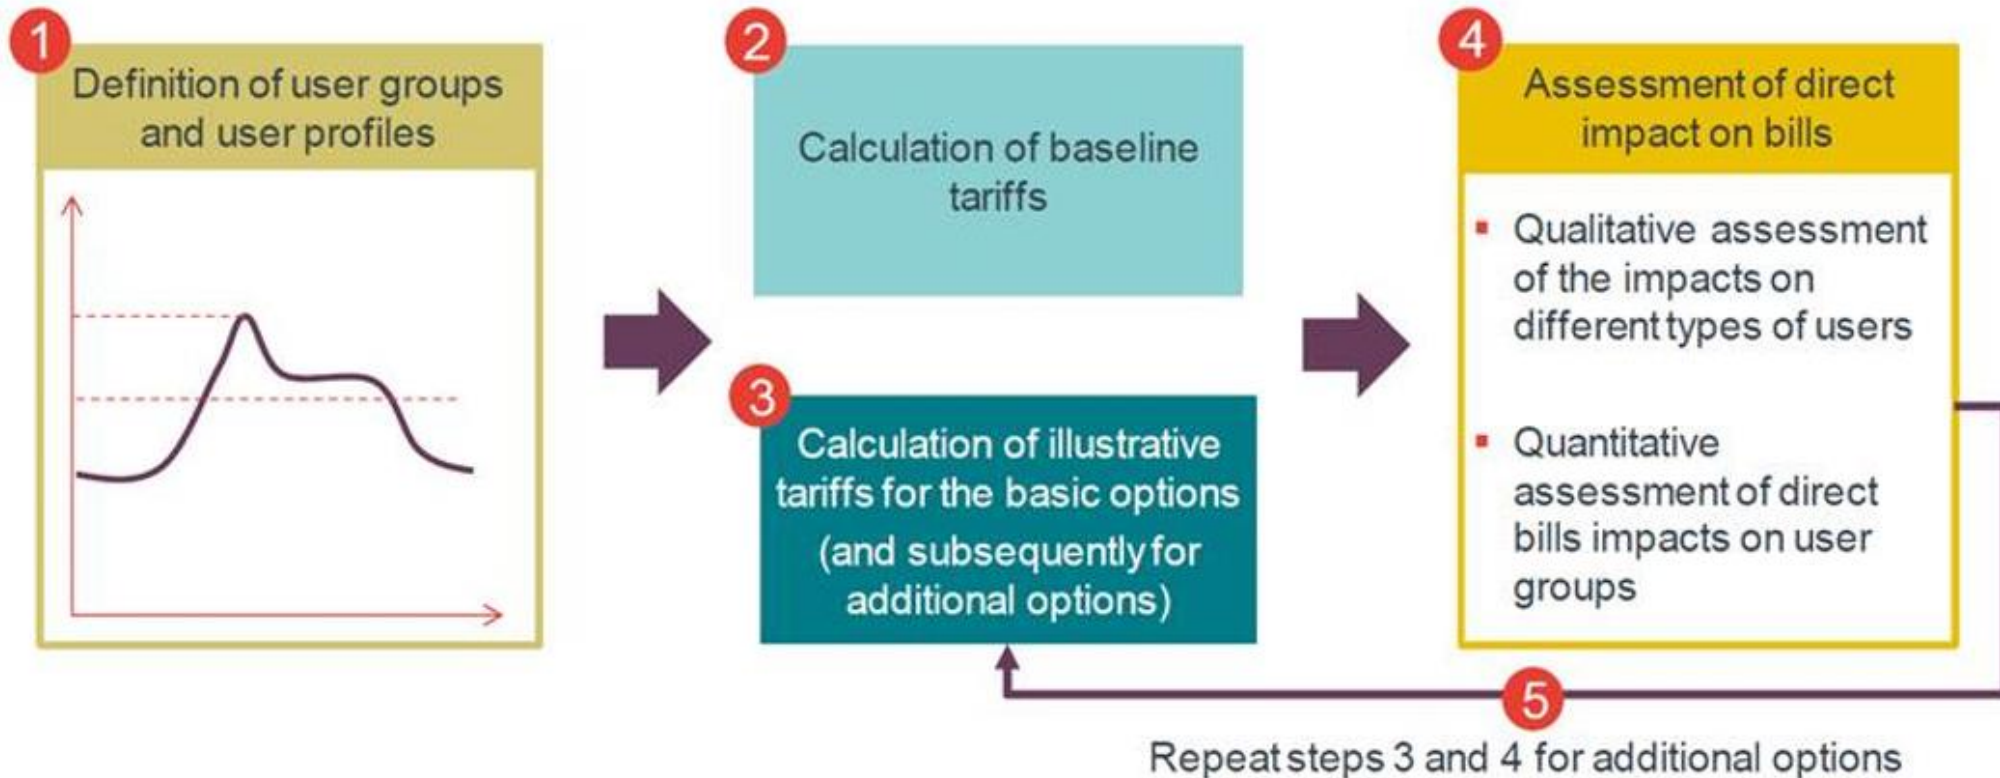 1
Definition of user groups
and user profiles
2
Calculation of baseline
tariffs
3
Calculation of illustrative
tariffs for the basic options
(and subsequently for
additional options)
4
Assessment of direct
impact on bills
▪ Qualitative assessment
of the impacts on
different types of users
▪ Quantitative
assessment of direct
bills impacts on user
groups
5
Repeat steps 3 and 4 for additional options